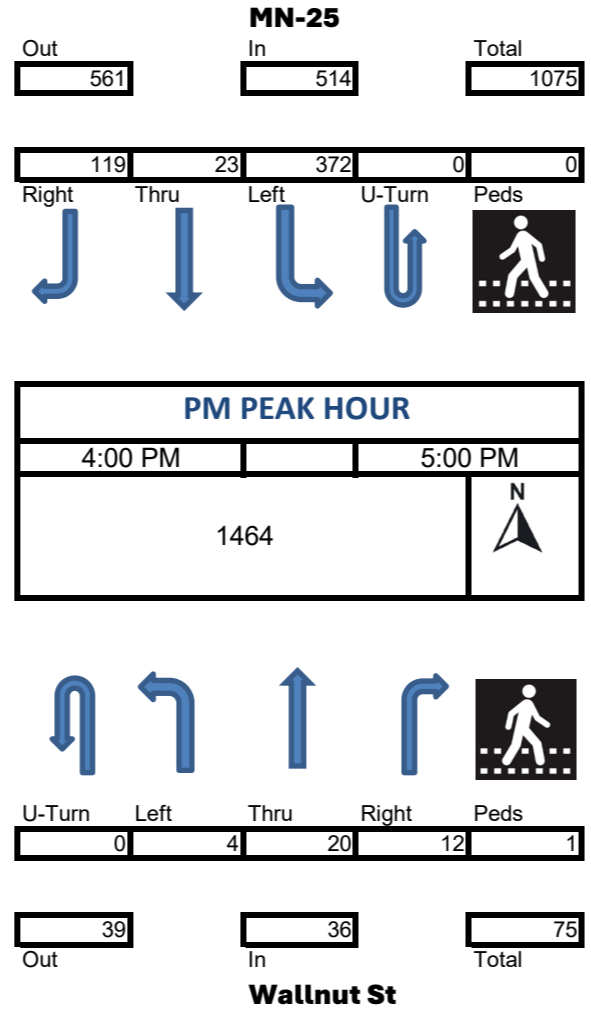 MN-25
Out In Total
561 514 1075
119 23 372 0 0
Right Thru Left U-Turn Peds
PM PEAK HOUR
4:00 PM 5:00 PM
N
1464
U-Turn Left Thru Right Peds
0 4 20 12 1
39 36 75
Out In Total
Wallnut St